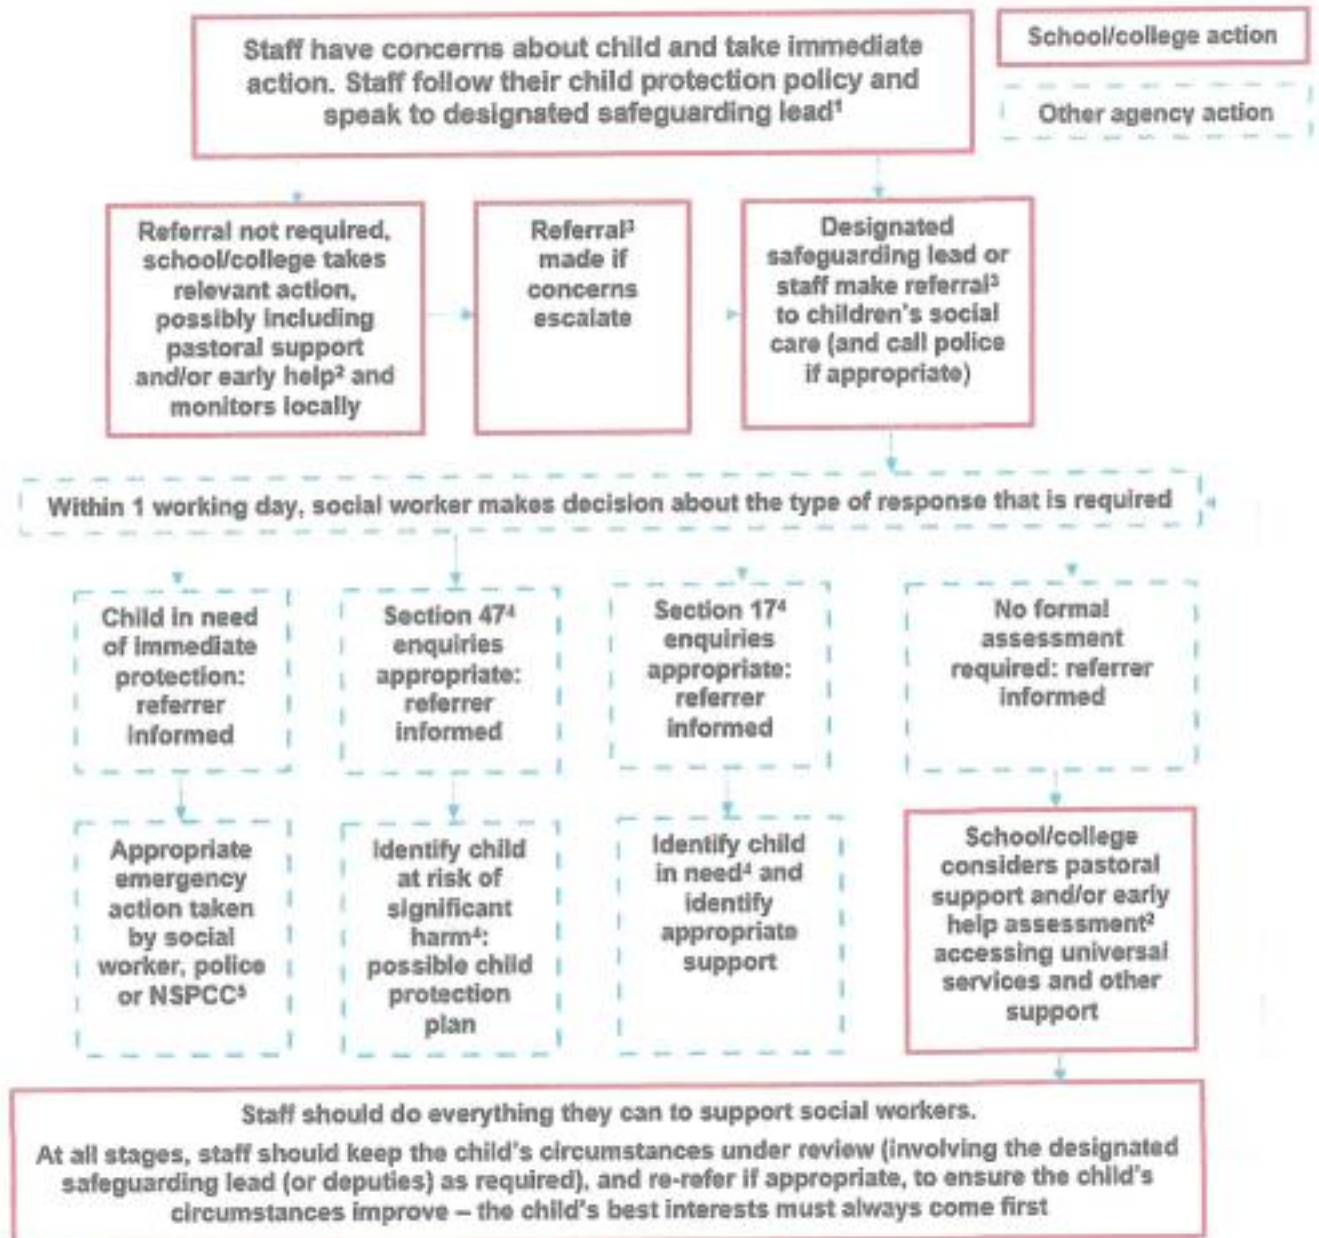 Staff have concerns about child and take immediate
action. Staff follow their child protection policy and
speak to designated safeguarding lead¹
School/college action
Other agency action
Referral not required,
school/college takes
relevant action,
possibly including
pastoral support
and/or early help² and
monitors locally
Referral³
made if
concerns
escalate
Designated
safeguarding lead or
staff make referral³
to children's social
care (and call police
if appropriate)
Within 1 working day, social worker makes decision about the type of response that is required
Child in need
of immediate
protection:
referrer
informed
Section 47⁴
enquiries
appropriate:
referrer
informed
Section 17⁴
enquiries
appropriate:
referrer
informed
No formal
assessment
required: referrer
informed
Appropriate
emergency
action taken
by social
worker, police
or NSPCC⁵
Identify child
at risk of
significant
harm⁴:
possible child
protection
plan
Identify child
in need⁴ and
identify
appropriate
support
School/college
considers pastoral
support and/or early
help assessment²
accessing universal
services and other
support
Staff should do everything they can to support social workers.
At all stages, staff should keep the child's circumstances under review (involving the designated
safeguarding lead (or deputies) as required), and re-refer if appropriate, to ensure the child's
circumstances improve – the child's best interests must always come first